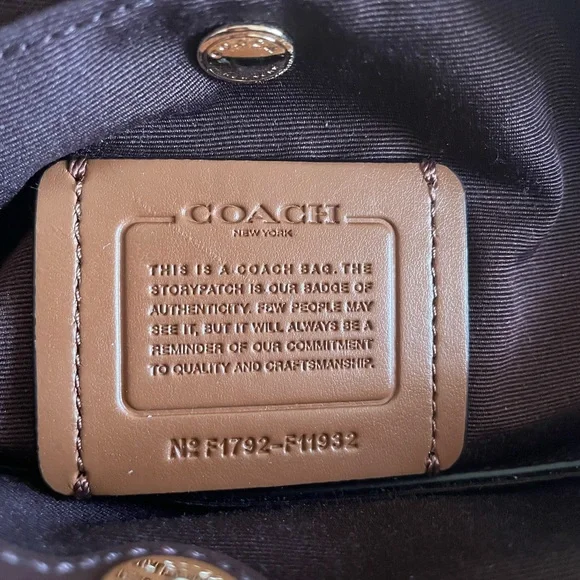 COACH
NEW YORK
THIS IS A COACH BAG. THE
STORYPATCH IS OUR BADGE OF
AUTHENTICITY. FEW PEOPLE MAY
SEE IT, BUT IT WILL ALWAYS BE A
REMINDER OF OUR COMMITMENT
TO QUALITY AND CRAFTSMANSHIP.
Nº F1792-F11932